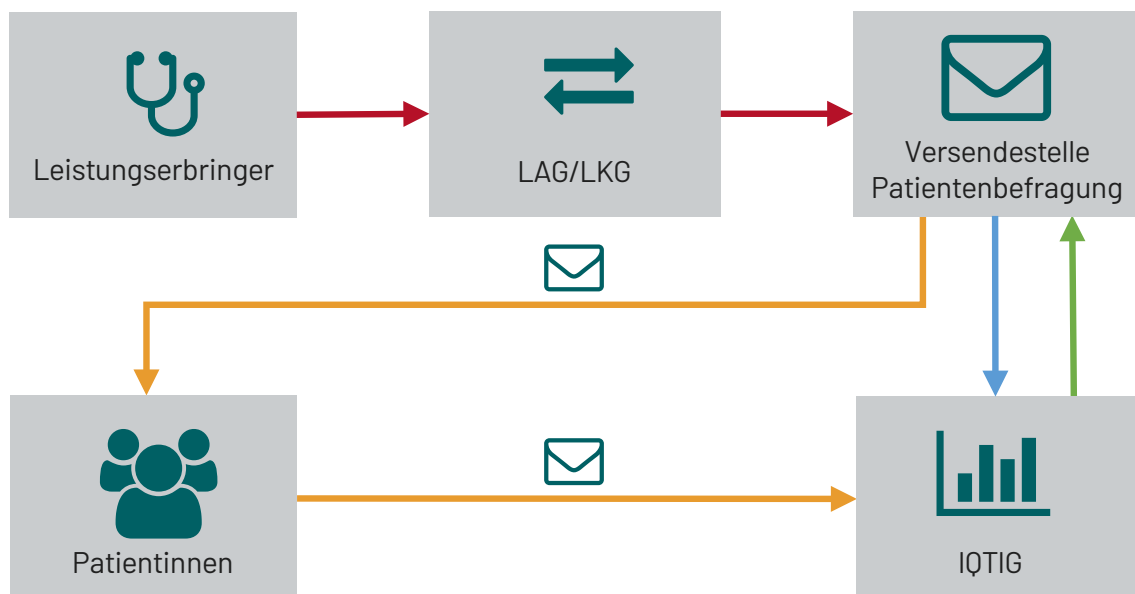 Leistungserbringer
LAG/LKG
Versendestelle
Patientenbefragung
Patientinnen
IQTIG